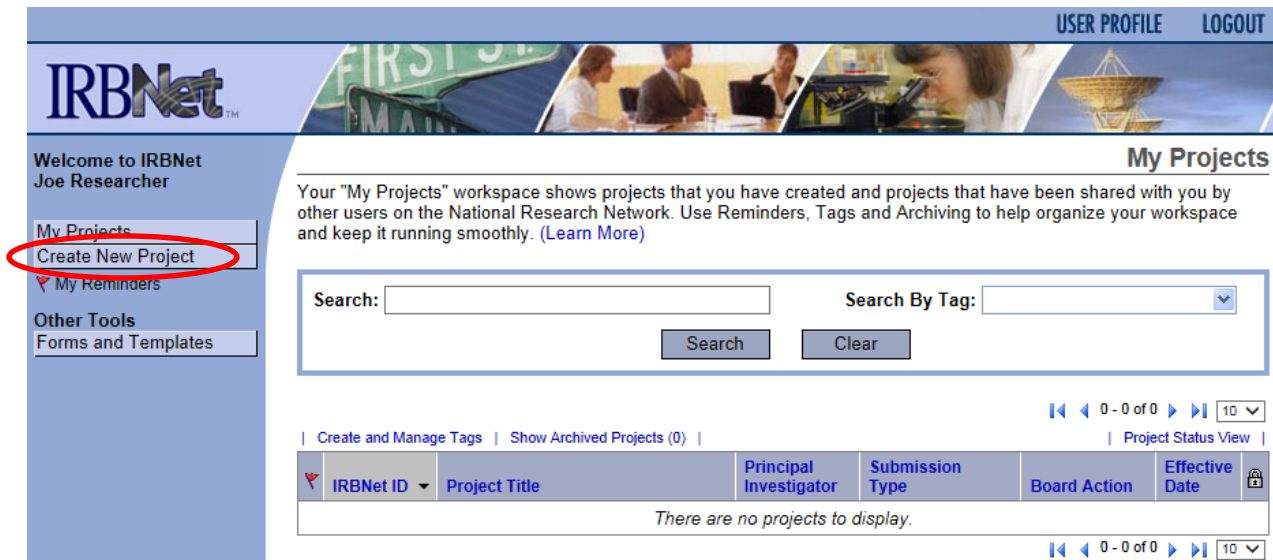 USER PROFILE LOGOUT
FIRST ST.
MAIN
IRBNet TM
Welcome to IRBNet
Joe Researcher
My Projects
Create New Project
My Reminders
Other Tools
Forms and Templates
My Projects
Your "My Projects" workspace shows projects that you have created and projects that have been shared with you by
other users on the National Research Network. Use Reminders, Tags and Archiving to help organize your workspace
and keep it running smoothly. (Learn More)
Search: Search By Tag:
Search Clear
0 - 0 of 0 10
| Create and Manage Tags | Show Archived Projects (0) | | Project Status View |
IRBNet ID Project Title Principal Investigator Submission Type Board Action Effective Date
There are no projects to display.
0 - 0 of 0 10